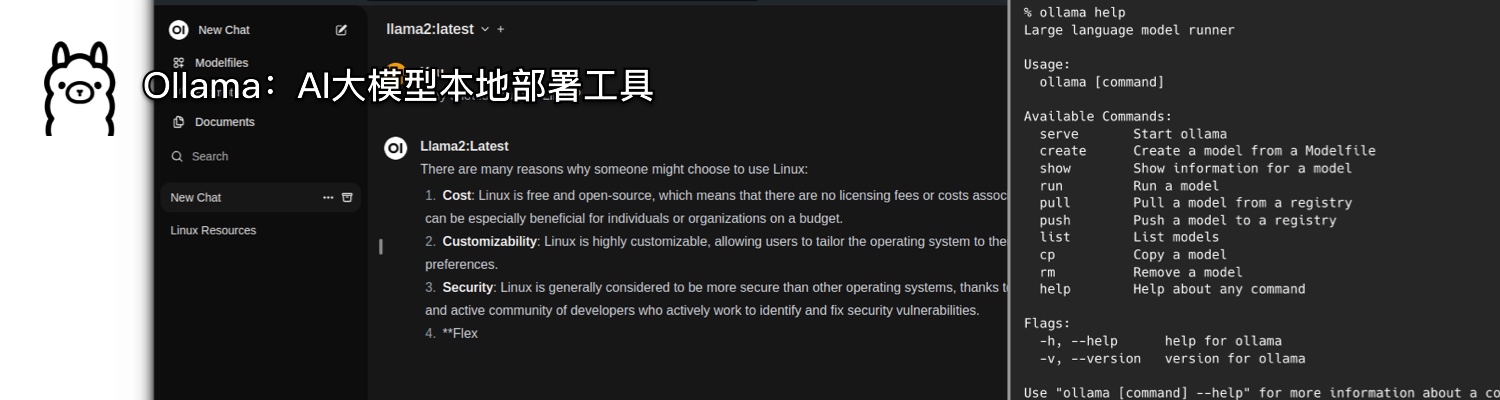 OI New Chat
Modelfiles
Documents
Search
New Chat
Linux Resources
Ollama：AI大模型本地部署工具
llama2:latest
OI Llama2:Latest
There are many reasons why someone might choose to use Linux:
1. Cost: Linux is free and open-source, which means that there are no licensing fees or costs assoc
can be especially beneficial for individuals or organizations on a budget.
2. Customizability: Linux is highly customizable, allowing users to tailor the operating system to the
preferences.
3. Security: Linux is generally considered to be more secure than other operating systems, thanks t
and active community of developers who actively work to identify and fix security vulnerabilities.
4. **Flex
% ollama help
Large language model runner
Usage:
ollama [command]
Available Commands:
serve Start ollama
create Create a model from a Modelfile
show Show information for a model
run Run a model
pull Pull a model from a registry
push Push a model to a registry
list List models
cp Copy a model
rm Remove a model
help Help about any command
Flags:
-h, --help help for ollama
-v, --version version for ollama
Use "ollama [command] --help" for more information about a co